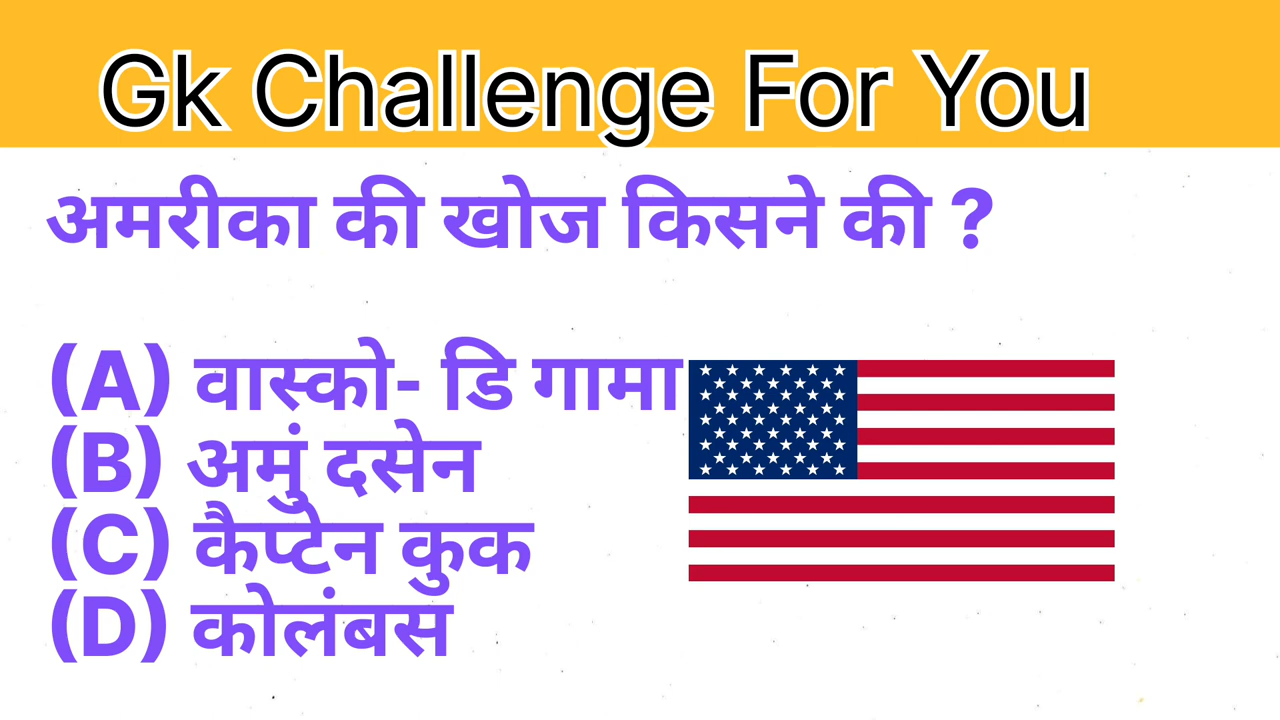 Gk Challenge For You
अमरीका की खोज किसने की ?
(A) वास्को- डि गामा
(B) अमुं दसेन
(C) कैप्टेन कुक
(D) कोलंबस